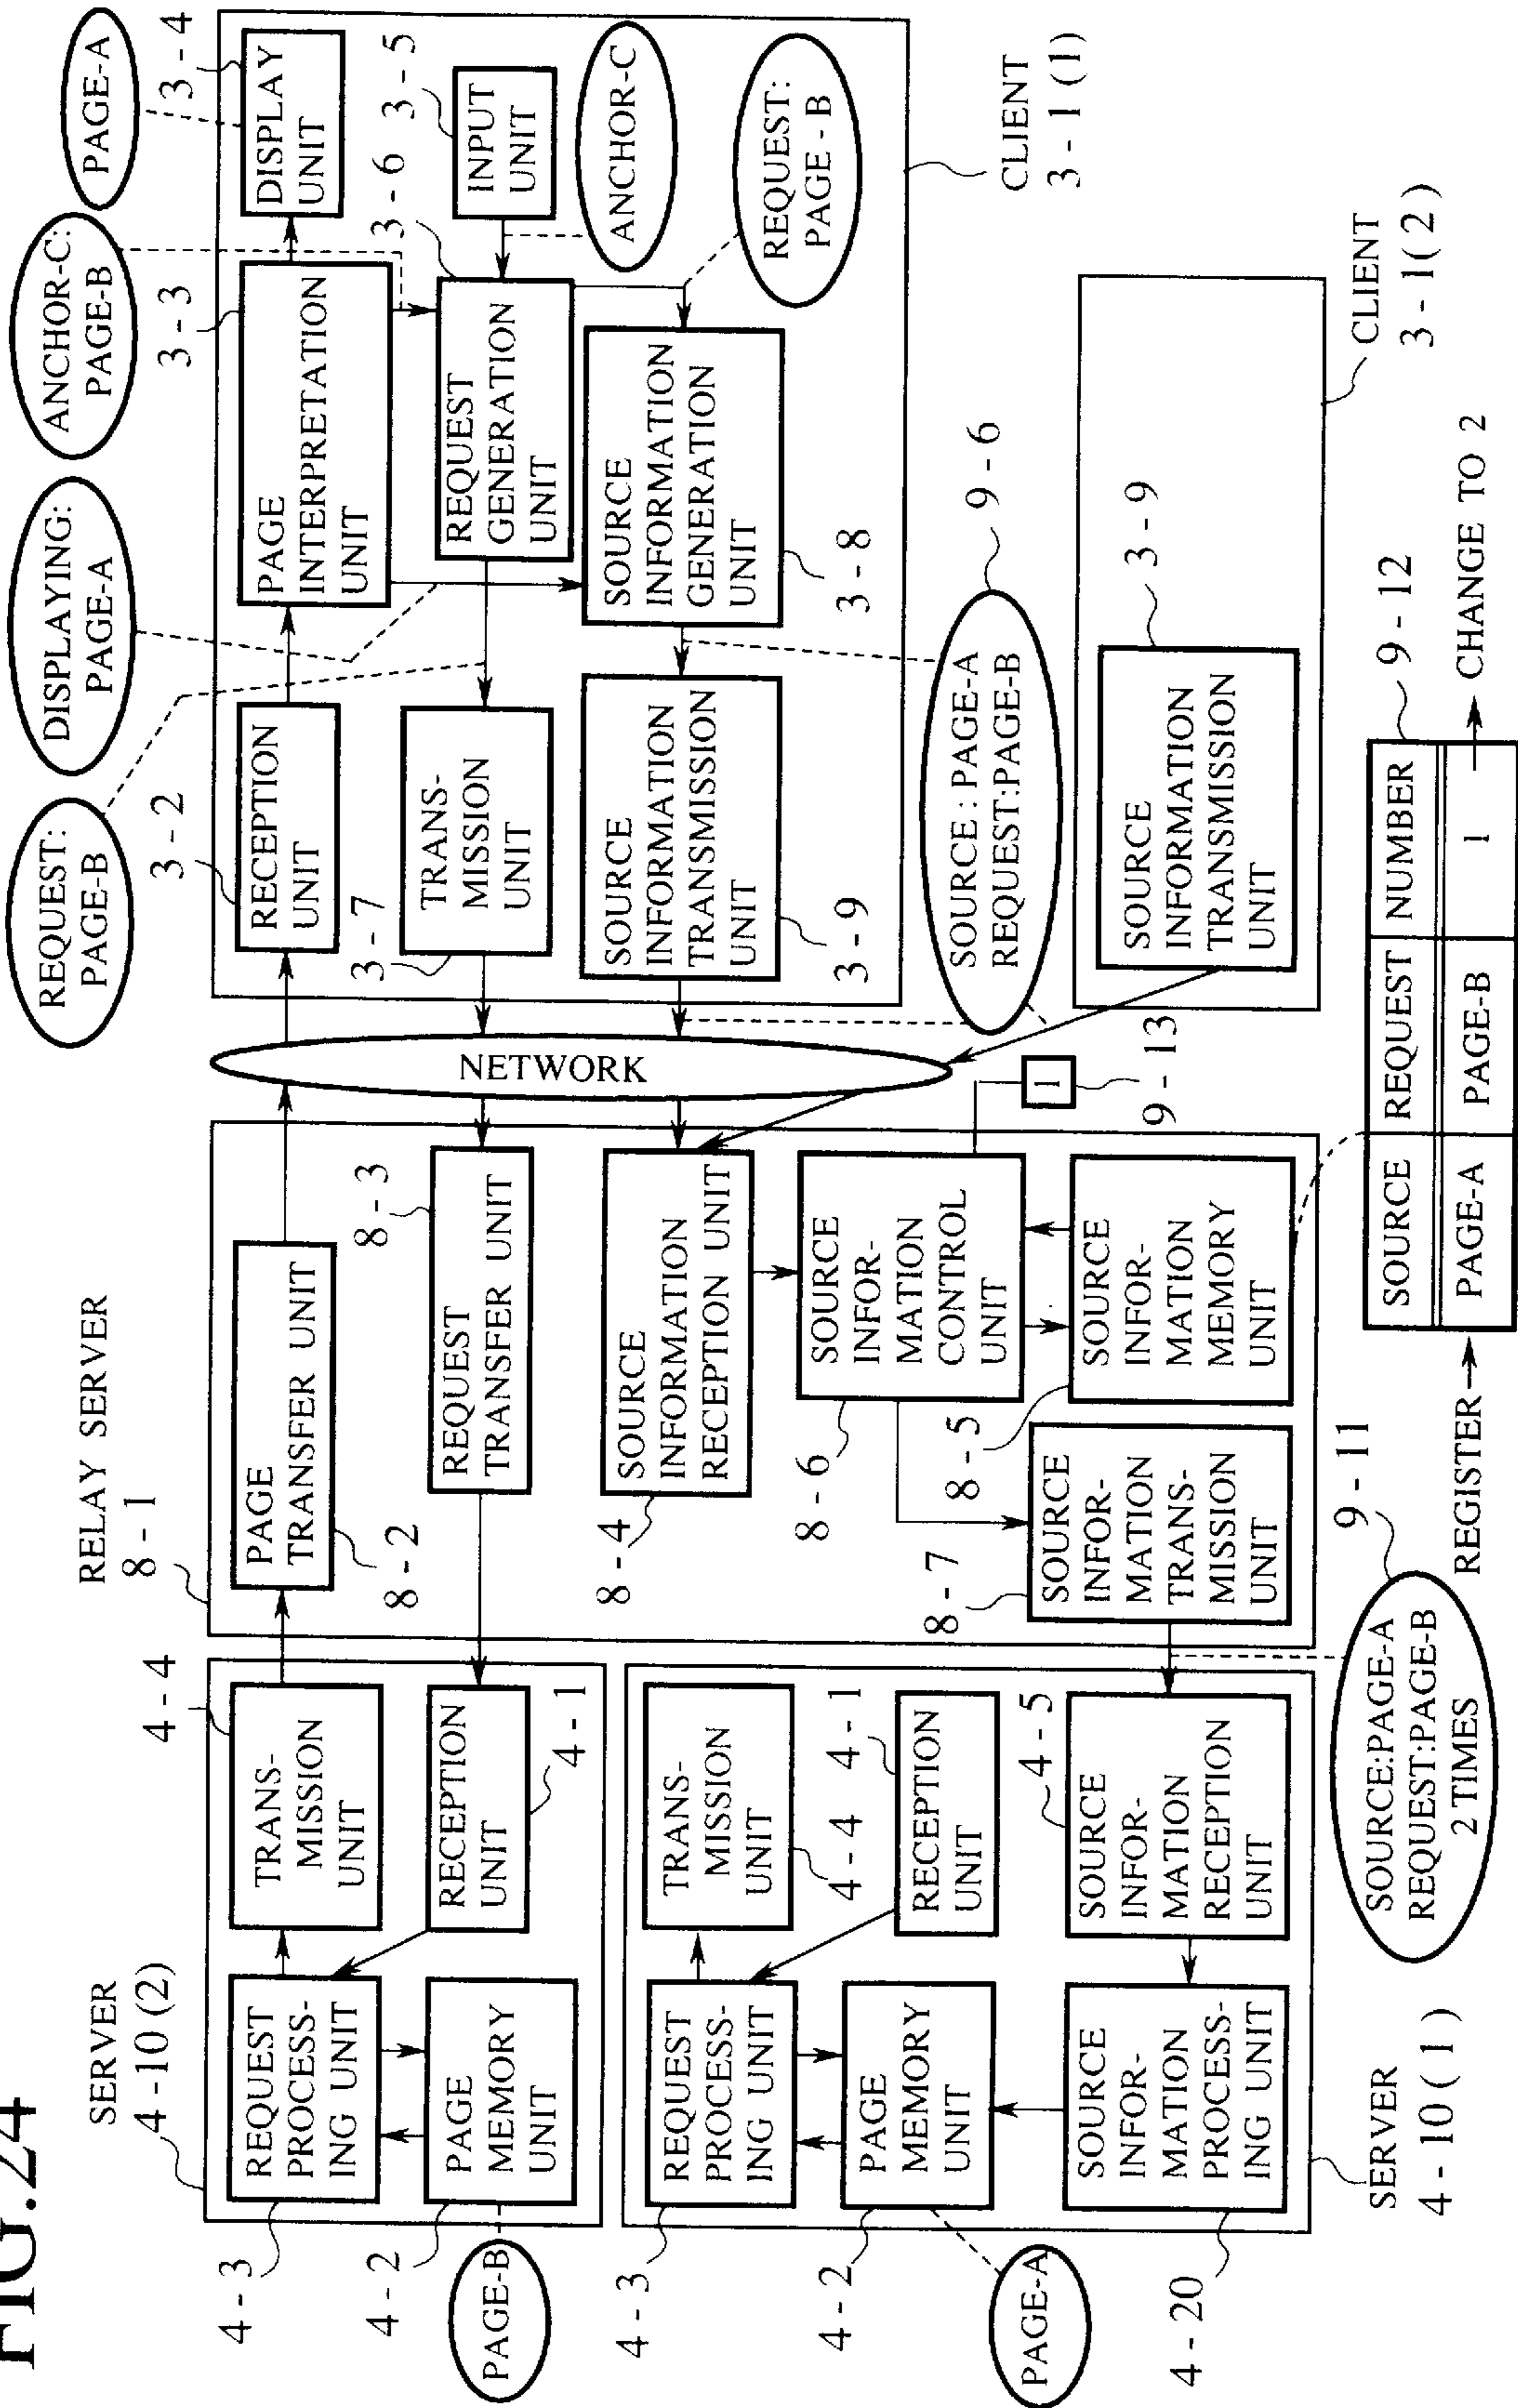 FIG.24
SERVER
4-10(2)
4-3
REQUEST
PROCESS-
ING UNIT
4-4
TRANS-
MISSION
UNIT
4-2
PAGE
MEMORY
UNIT
RECEPTION
UNIT
4-1
PAGE-B
4-3
REQUEST
PROCESS-
ING UNIT
TRANS-
MISSION
UNIT
4-4
4-1
4-2
PAGE
MEMORY
UNIT
RECEPTION
UNIT
PAGE-A
4-20
SOURCE
INFOR-
MATION
PROCESS-
ING UNIT
4-5
SOURCE
INFOR-
MATION
RECEPTION
UNIT
SERVER
4-10(1)
SOURCE:PAGE-A
REQUEST:PAGE-B
2 TIMES
9-11
RELAY SERVER
8-1
PAGE
TRANSFER UNIT
8-2
8-3
REQUEST
TRANSFER UNIT
SOURCE
INFORMATION
RECEPTION UNIT
8-4
SOURCE
INFOR-
MATION
CONTROL
UNIT
8-6
8-5
SOURCE
INFOR-
MATION
MEMORY
UNIT
8-7
SOURCE
INFOR-
MATION
TRANS-
MISSION
UNIT
NETWORK
1
9-13
REQUEST:
PAGE-B
DISPLAYING:
PAGE-A
ANCHOR-C:
PAGE-B
PAGE-A
3-2
RECEPTION
UNIT
3-3
PAGE
INTERPRETATION
UNIT
3-4
DISPLAY
UNIT
3-7
TRANS-
MISSION
UNIT
3-6
REQUEST
GENERATION
UNIT
3-5
INPUT
UNIT
ANCHOR-C
SOURCE
INFORMATION
TRANSMISSION
UNIT
3-9
SOURCE
INFORMATION
GENERATION
UNIT
3-8
REQUEST:
PAGE-B
CLIENT
3-1(1)
SOURCE:PAGE-A
REQUEST:PAGE-B
9-6
SOURCE
INFORMATION
TRANSMISSION
UNIT
3-9
CLIENT
3-1(2)
REGISTER
SOURCE REQUEST NUMBER
PAGE-A PAGE-B 1
9-12
CHANGE TO 2